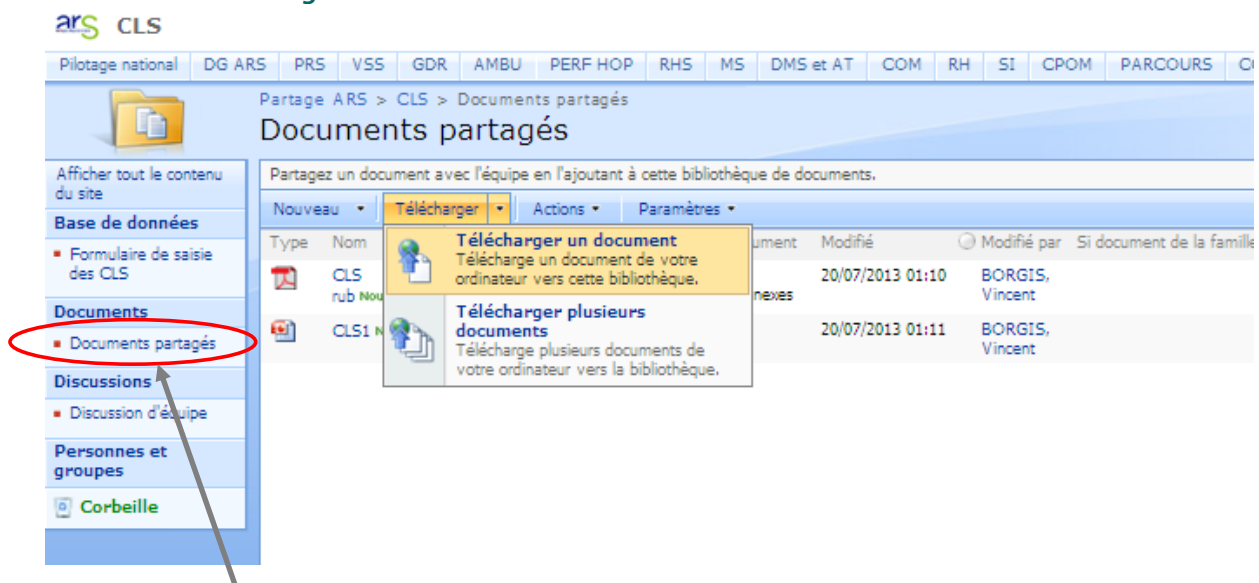 ars CLS
Pilotage national DG ARS PRS VSS GDR AMBU PERF HOP RHS MS DMS et AT COM RH SI CPOM PARCOURS
Partage ARS > CLS > Documents partagés
Documents partagés
Afficher tout le contenu
du site
Base de données
Formulaire de saisie
des CLS
Documents
Documents partagés
Discussions
Discussion d'équipe
Personnes et
groupes
Corbeille
Partagez un document avec l'équipe en l'ajoutant à cette bibliothèque de documents.
Nouveau Télécharger Actions Paramètres
Type Nom Modifié Modifié par Si document de la famille
Télécharger un document
Télécharge un document de votre
ordinateur vers cette bibliothèque.
Télécharger plusieurs
documents
Télécharge plusieurs documents de
votre ordinateur vers la bibliothèque.
CLS 20/07/2013 01:10 BORGIS,
rub Vincent
CLS1 20/07/2013 01:11 BORGIS,
Vincent